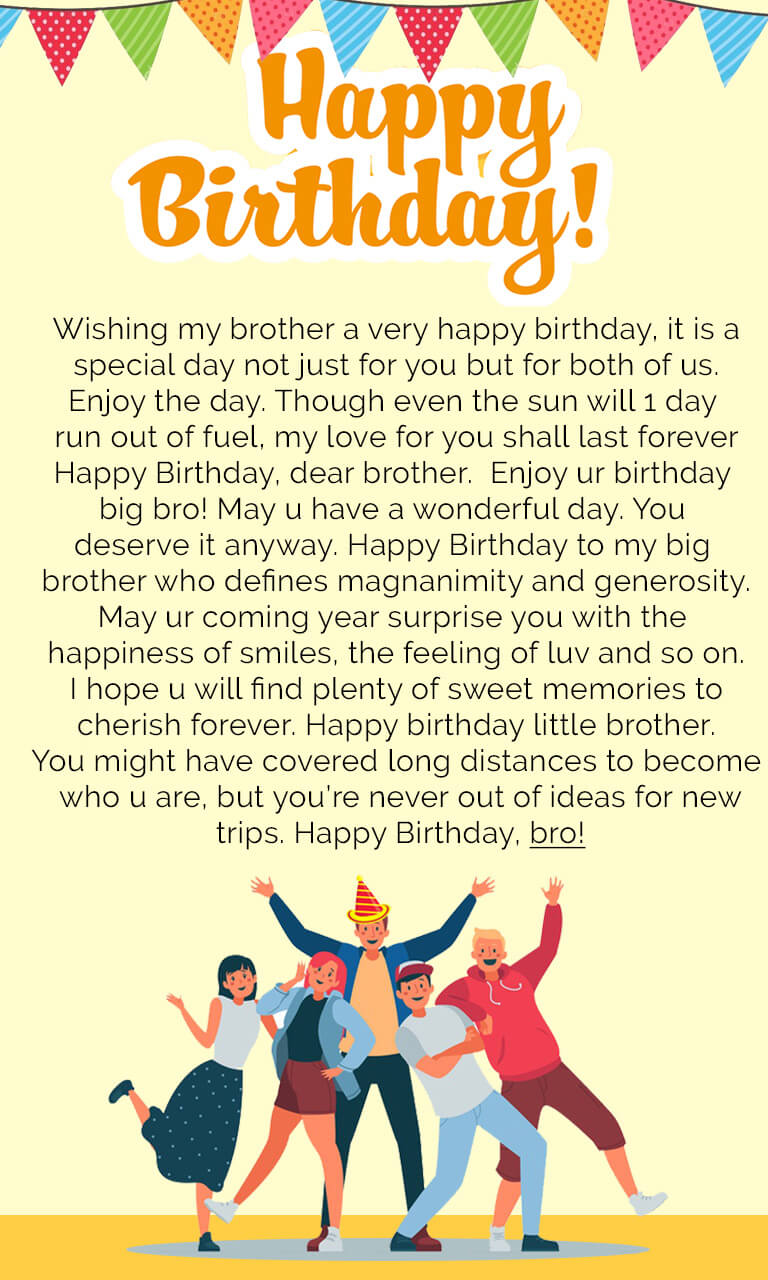 Happy
Birthday!
Wishing my brother a very happy birthday, it is a
special day not just for you but for both of us.
Enjoy the day. Though even the sun will 1 day
run out of fuel, my love for you shall last forever
Happy Birthday, dear brother.  Enjoy ur birthday
big bro! May u have a wonderful day. You
deserve it anyway. Happy Birthday to my big
brother who defines magnanimity and generosity.
May ur coming year surprise you with the
happiness of smiles, the feeling of luv and so on.
I hope u will find plenty of sweet memories to
cherish forever. Happy birthday little brother.
You might have covered long distances to become
who u are, but you're never out of ideas for new
trips. Happy Birthday, bro!